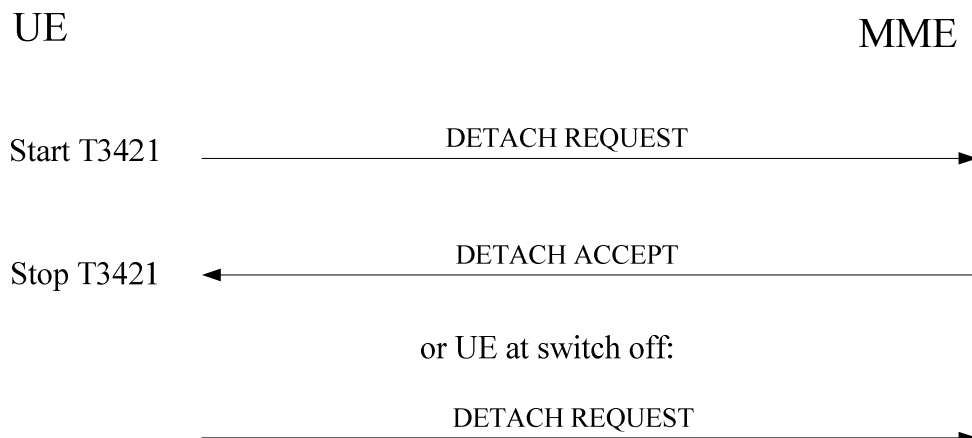 UE
MME
Start T3421
DETACH REQUEST
Stop T3421
DETACH ACCEPT
or UE at switch off:
DETACH REQUEST